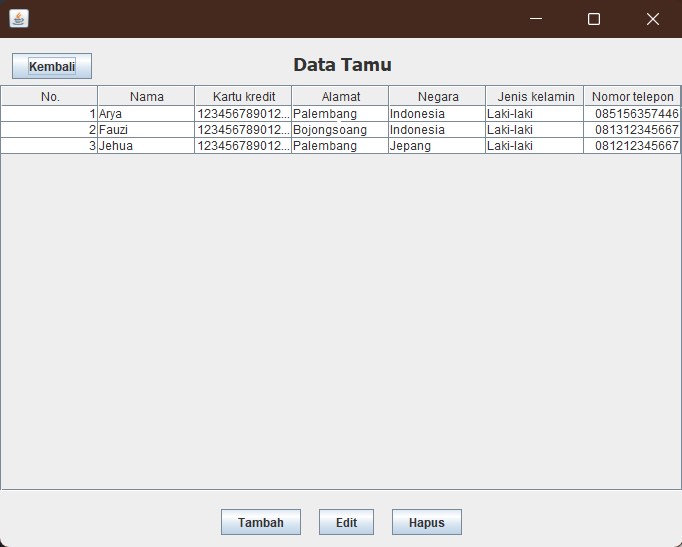 Kembali Data Tamu
No. Nama Kartu kredit Alamat Negara Jenis kelamin Nomor telepon
1 Arya 123456789012... Palembang Indonesia Laki-laki 085156357446
2 Fauzi 123456789012... Bojongsoang Indonesia Laki-laki 081312345667
3 Jehua 123456789012... Palembang Jepang Laki-laki 081212345667
Tambah Edit Hapus